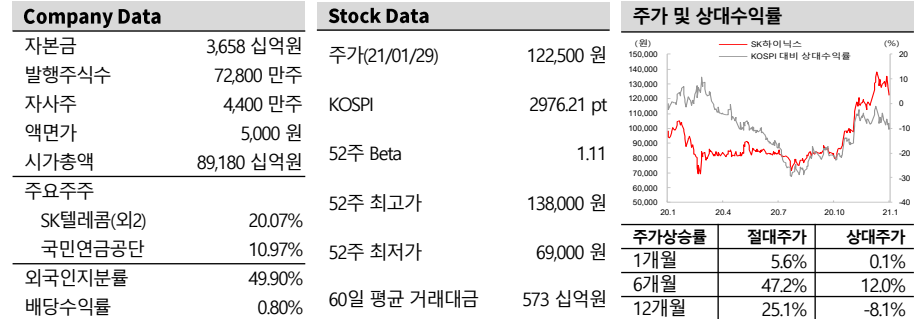 Company Data
자본금 3,658 십억원
발행주식수 72,800 만주
자사주 4,400 만주
액면가 5,000 원
시가총액 89,180 십억원
주요주주
SK텔레콤(외2) 20.07%
국민연금공단 10.97%
외국인지분률 49.90%
배당수익률 0.80%
Stock Data
주가(21/01/29) 122,500 원
KOSPI 2976.21 pt
52주 Beta 1.11
52주 최고가 138,000 원
52주 최저가 69,000 원
60일 평균 거래대금 573 십억원
주가 및 상대수익률
(원) SK하이닉스 (%)
KOSPI 대비 상대수익률
150,000 20
140,000
130,000 10
120,000
110,000 0
100,000
90,000 -10
80,000 -20
70,000 -30
60,000
50,000 -40
20.1 20.4 20.7 20.10 21.1
주가상승률 절대주가 상대주가
1개월 5.6% 0.1%
6개월 47.2% 12.0%
12개월 25.1% -8.1%